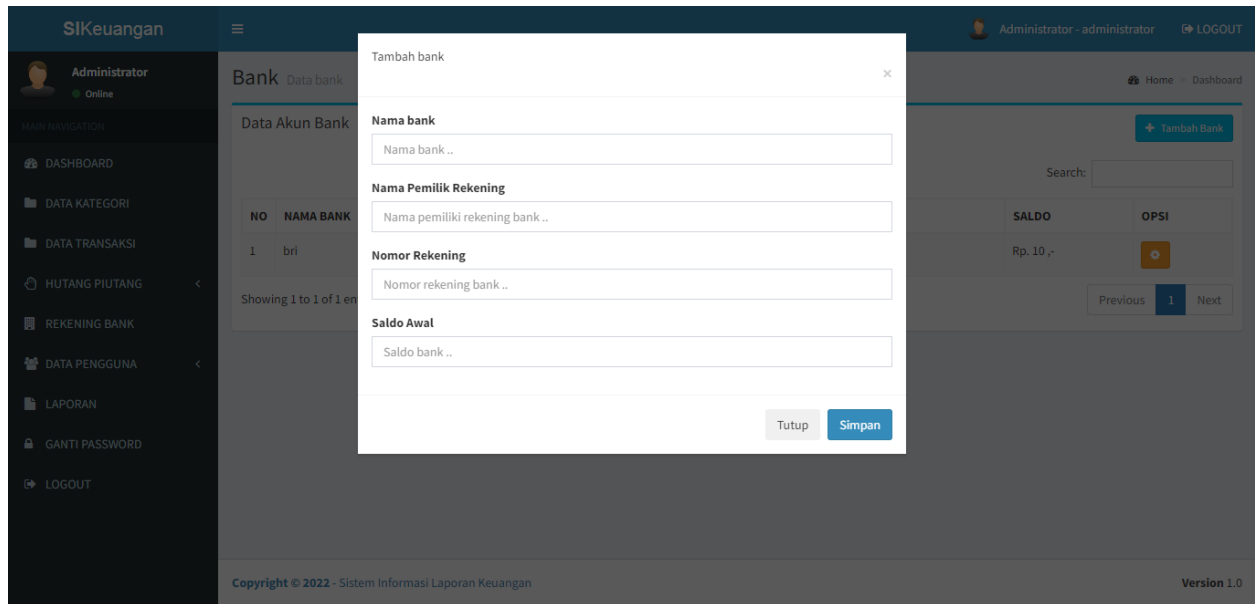 SIKeuangan
Administrator - administrator LOGOUT
Administrator
Online
MAIN NAVIGATION
DASHBOARD
DATA KATEGORI
DATA TRANSAKSI
HUTANG PIUTANG
REKENING BANK
DATA PENGGUNA
LAPORAN
GANTI PASSWORD
LOGOUT
Bank Data bank
Home > Dashboard
Data Akun Bank
+ Tambah Bank
Search:
NO NAMA BANK SALDO OPSI
1 bri Rp. 10 ,-
Showing 1 to 1 of 1 en
Previous 1 Next
Tambah bank
×
Nama bank
Nama bank ..
Nama Pemilik Rekening
Nama pemiliki rekening bank ..
Nomor Rekening
Nomor rekening bank ..
Saldo Awal
Saldo bank ..
Tutup Simpan
Copyright © 2022 - Sistem Informasi Laporan Keuangan
Version 1.0